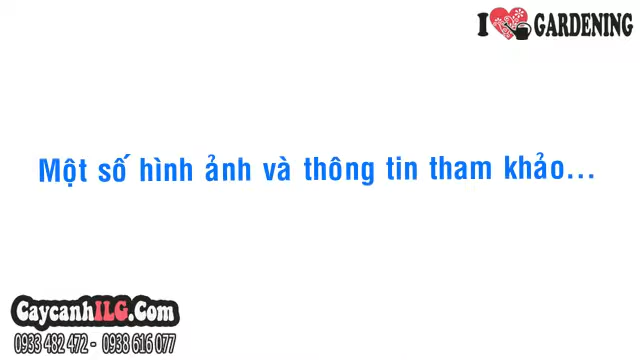 I GARDENING
Một số hình ảnh và thông tin tham khảo...
CaycanhILG.Com
0933 482 472 - 0938 616 077